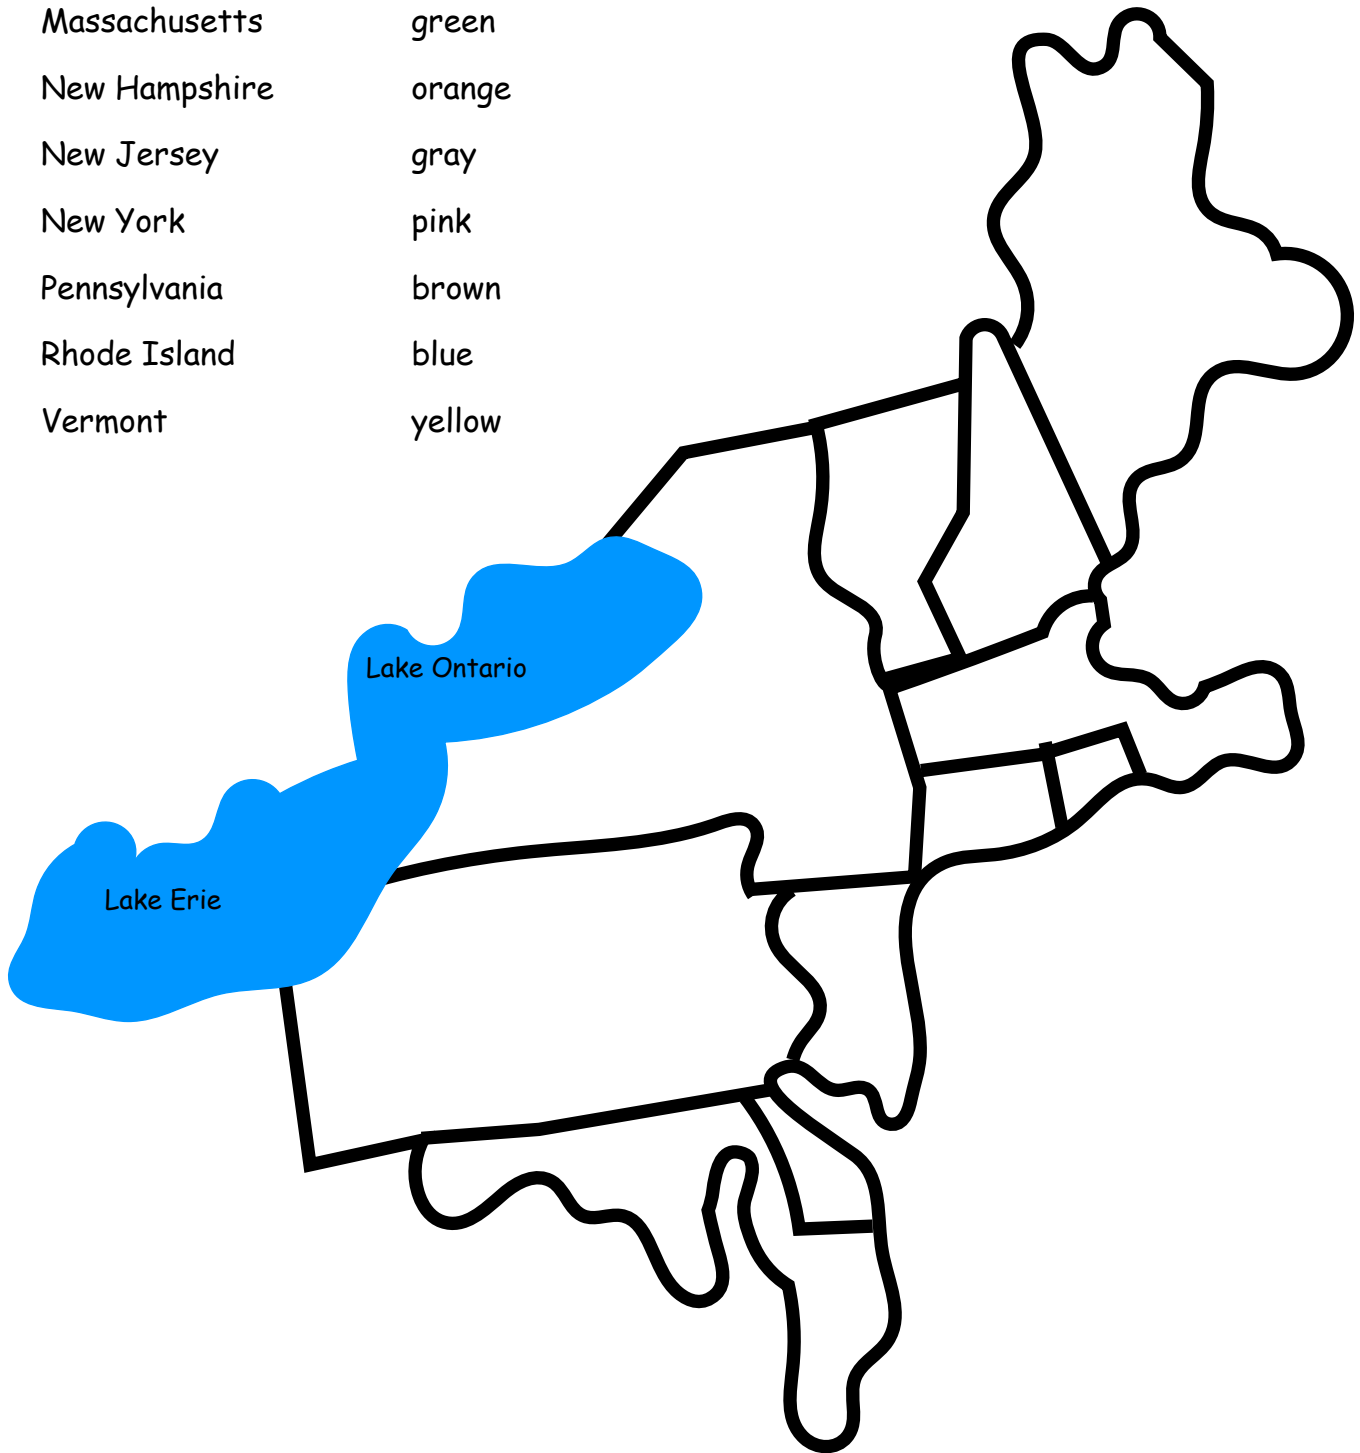 Massachusetts green
New Hampshire orange
New Jersey gray
New York pink
Pennsylvania brown
Rhode Island blue
Vermont yellow
Lake Ontario
Lake Erie